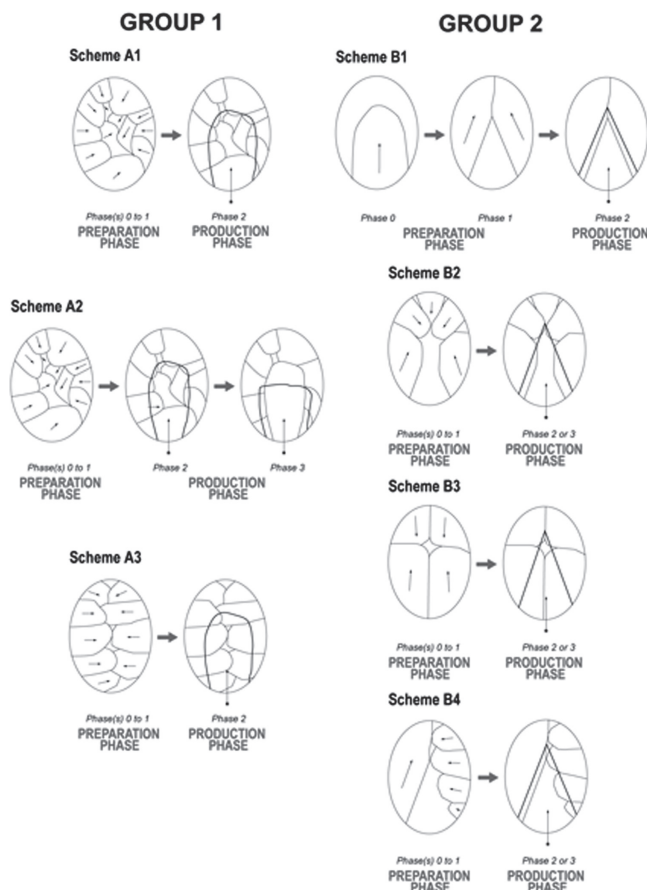 GROUP 1
Scheme A1
Phase(s) 0 to 1
PREPARATION
PHASE
Phase 2
PRODUCTION
PHASE
Scheme A2
Phase(s) 0 to 1
PREPARATION
PHASE
Phase 2
Phase 3
PRODUCTION
PHASE
Scheme A3
Phase(s) 0 to 1
PREPARATION
PHASE
Phase 2
PRODUCTION
PHASE
GROUP 2
Scheme B1
Phase 0
Phase 1
PREPARATION
PHASE
Phase 2
PRODUCTION
PHASE
Scheme B2
Phase(s) 0 to 1
PREPARATION
PHASE
Phase 2 or 3
PRODUCTION
PHASE
Scheme B3
Phase(s) 0 to 1
PREPARATION
PHASE
Phase 2 or 3
PRODUCTION
PHASE
Scheme B4
Phase(s) 0 to 1
PREPARATION
PHASE
Phase 2 or 3
PRODUCTION
PHASE